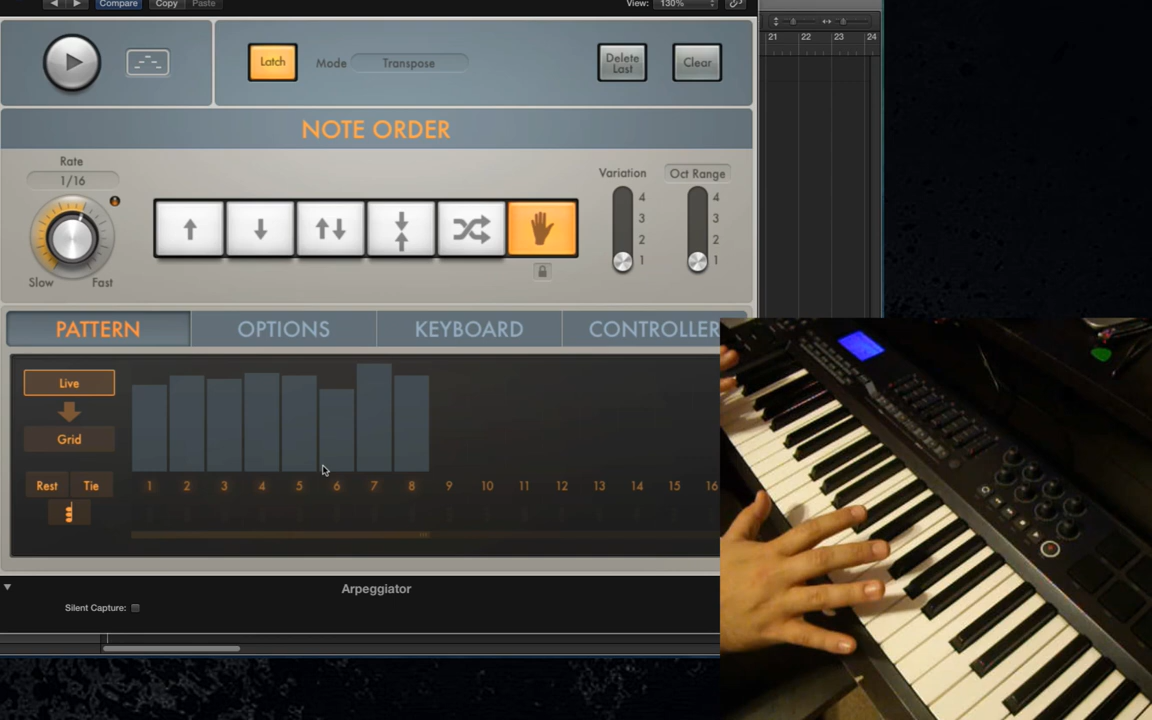 Compare Copy Paste View: 130%
21 22 23 24
Latch Mode Transpose Delete Last Clear
NOTE ORDER
Rate
1/16
Slow Fast
Variation
4
3
2
1
Oct Range
4
3
2
1
PATTERN OPTIONS KEYBOARD CONTROLLER
Live
Grid
Rest Tie
1 2 3 4 5 6 7 8 9 10 11 12 13 14 15 16
Arpeggiator
Silent Capture: